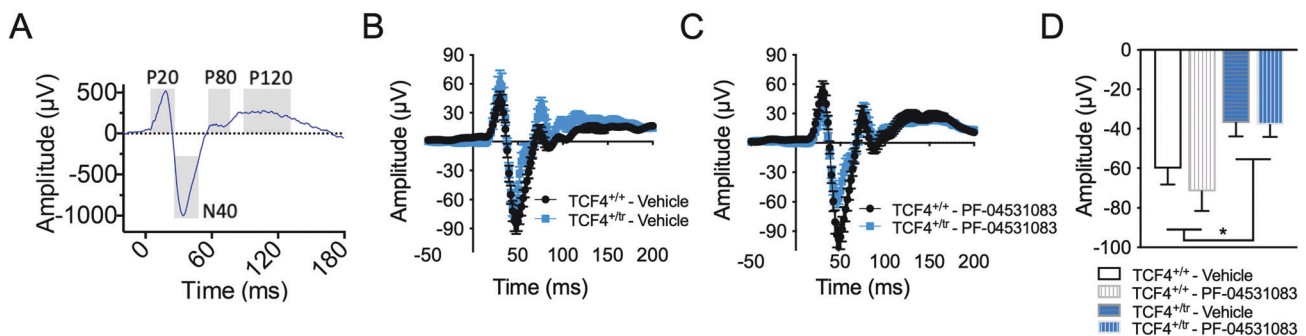 A
P20
P80
P120
N40
500
0
-500
-1000
0
60
120
180
Amplitude (µV)
Time (ms)
B
90
60
30
-30
-60
-90
-50
50
100
150
200
Amplitude (µV)
Time (ms)
TCF4+/+ - Vehicle
TCF4+/tr - Vehicle
C
90
60
30
-30
-60
-90
-50
50
100
150
200
Amplitude (µV)
Time (ms)
TCF4+/+ - PF-04531083
TCF4+/tr - PF-04531083
D
0
-20
-40
-60
-80
-100
Amplitude (µV)
*
TCF4+/+ - Vehicle
TCF4+/+ - PF-04531083
TCF4+/tr - Vehicle
TCF4+/tr - PF-04531083